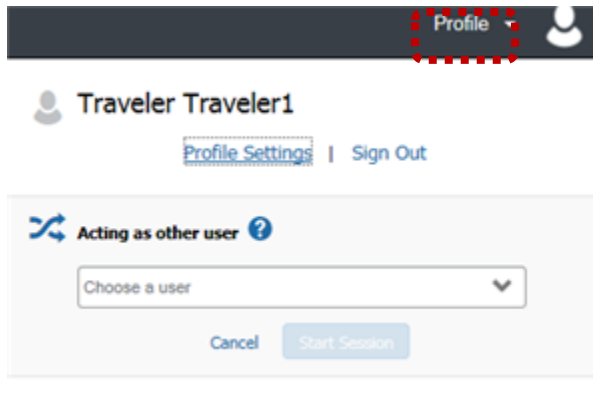 Profile
Traveler Traveler1
Profile Settings | Sign Out
Acting as other user ?
Choose a user
Cancel Start Session